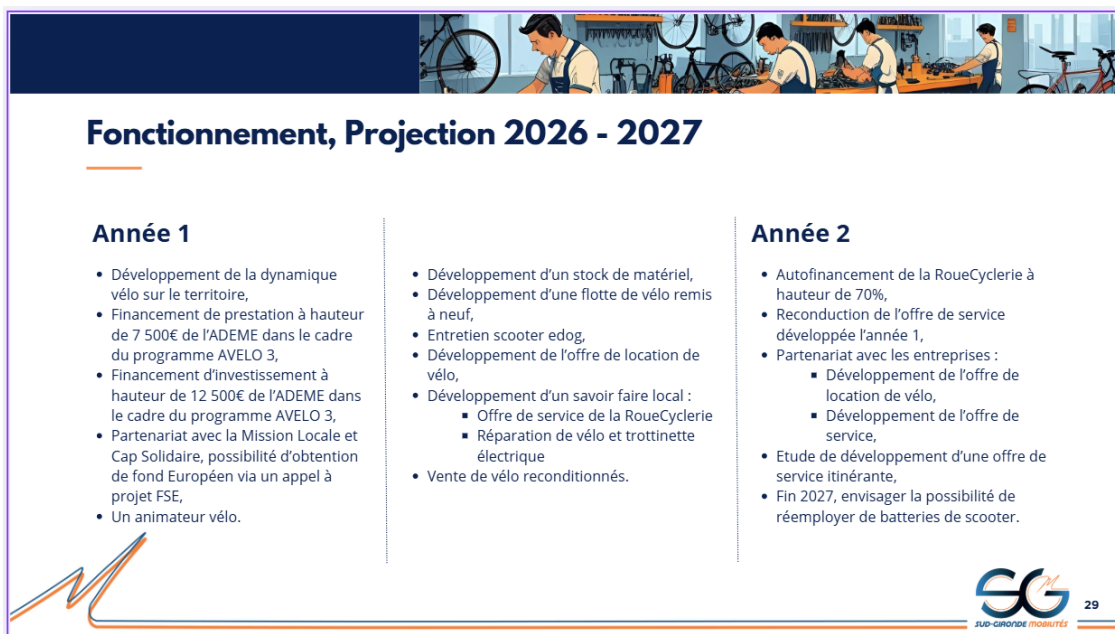 Fonctionnement, Projection 2026 - 2027
Année 1
• Développement de la dynamique
vélo sur le territoire,
• Financement de prestation à hauteur
de 7 500€ de l’ADEME dans le cadre
du programme AVELO 3,
• Financement d’investissement à
hauteur de 12 500€ de l’ADEME dans
le cadre du programme AVELO 3,
• Partenariat avec la Mission Locale et
Cap Solidaire, possibilité d’obtention
de fond Européen via un appel à
projet FSE,
• Un animateur vélo.
• Développement d’un stock de matériel,
• Développement d’une flotte de vélo remis
à neuf,
• Entretien scooter edog,
• Développement de l’offre de location de
vélo,
• Développement d’un savoir faire local :
▪ Offre de service de la RoueCyclerie
▪ Réparation de vélo et trottinette
électrique
• Vente de vélo reconditionnés.
Année 2
• Autofinancement de la RoueCyclerie à
hauteur de 70%,
• Reconduction de l’offre de service
développée l’année 1,
• Partenariat avec les entreprises :
▪ Développement de l’offre de
location de vélo,
▪ Développement de l’offre de
service,
• Etude de développement d’une offre de
service itinérante,
• Fin 2027, envisager la possibilité de
réemployer de batteries de scooter.
SGM
SUD-GIRONDE MOBILITÉS
29